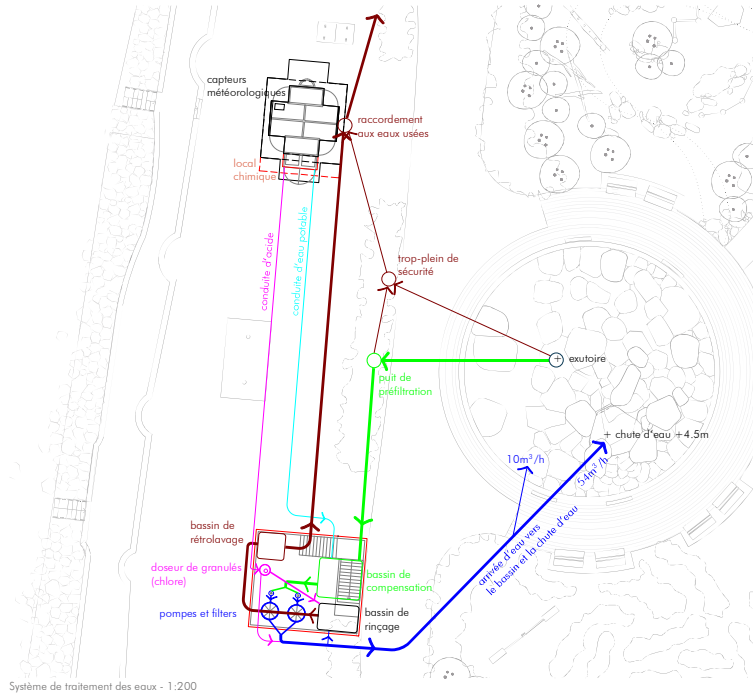 capteurs
météorologiques
raccordement
aux eaux usées
local
chimique
conduite d'acide
conduite d'eau potable
trop-plein de
sécurité
+ exutoire
puit de
préfiltration
+ chute d'eau +4.5m
10m³/h
54m³/h
arrivée d'eau vers
le bassin et la chute d'eau
bassin de
rétrolavage
doseur de granulés
(chlore)
bassin de
compensation
pompes et filters
bassin de
rinçage
Système de traitement des eaux - 1:200